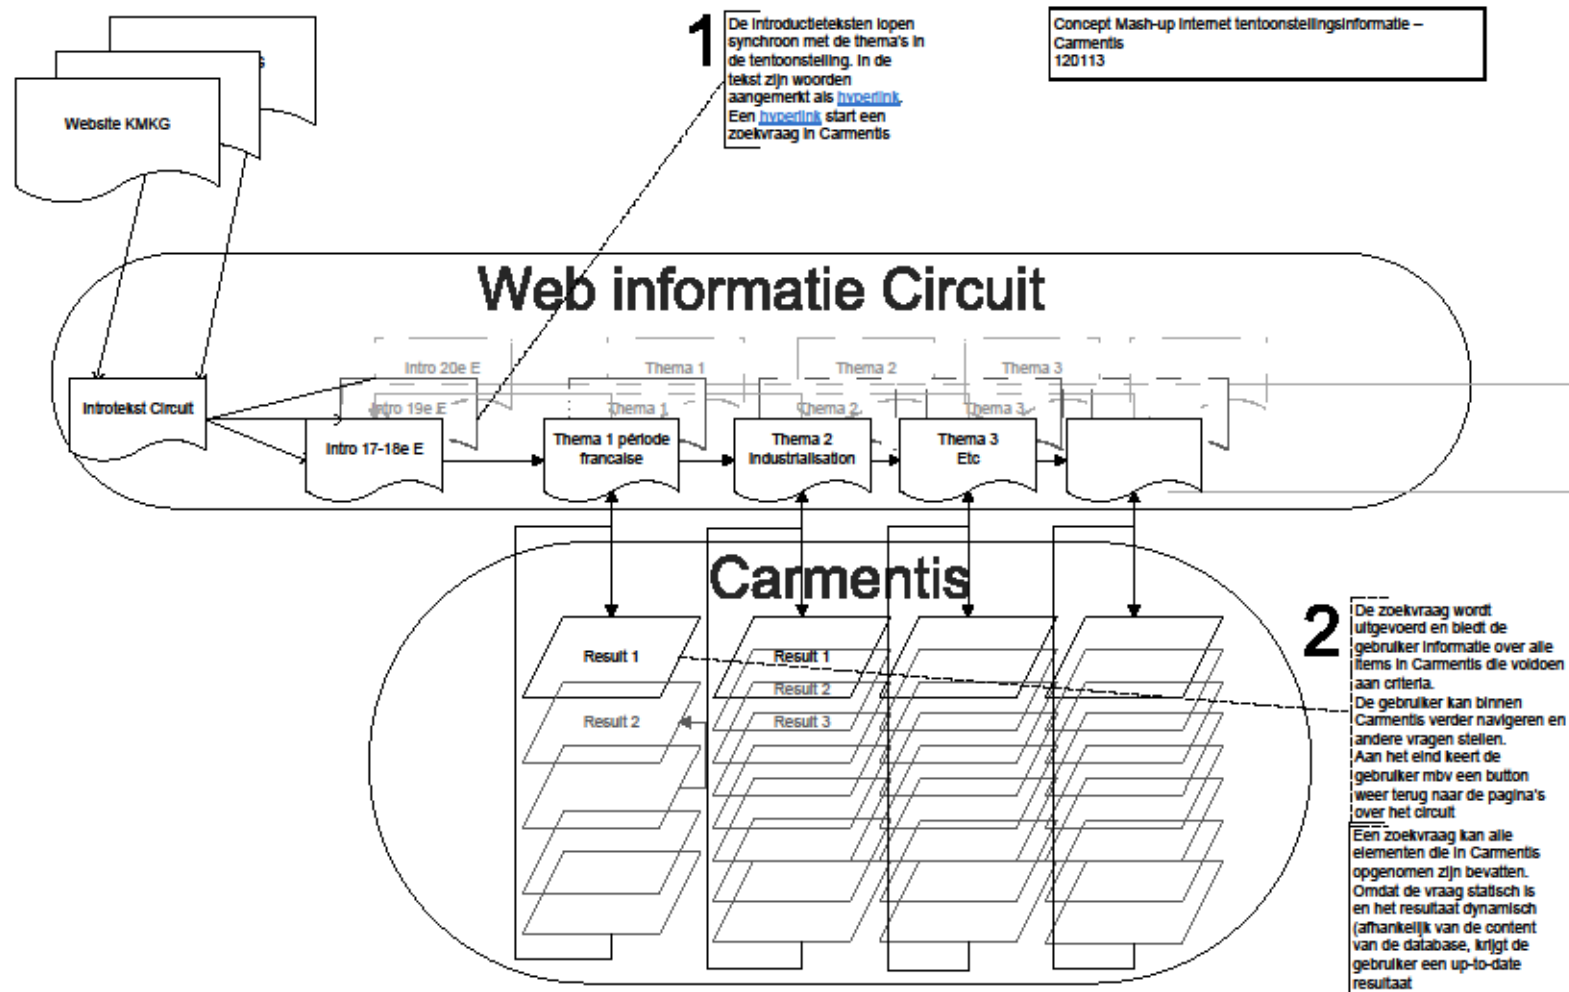 1
De introductieteksten lopen
synchroon met de thema's in
de tentoonstelling. In de
tekst zijn woorden
aangemerkt als hyperlink.
Een hyperlink start een
zoekvraag in Carmentis
Concept Mash-up Internet tentoonstellingsinformatie –
Carmentis
120113
Website KMKG
Web informatie Circuit
Intro 20e E
Thema 1
Thema 2
Thema 3
Introtekst Circuit
Intro 19e E
Thema 1
Thema 2
Thema 3
Intro 17-18e E
Thema 1 période
francaise
Thema 2
Industrialisation
Thema 3
Etc
Carmentis
Result 1
Result 2
Result 1
Result 2
Result 3
2
De zoekvraag wordt
uitgevoerd en biedt de
gebruiker informatie over alle
items in Carmentis die voldoen
aan criteria.
De gebruiker kan binnen
Carmentis verder navigeren en
andere vragen stellen.
Aan het eind keert de
gebruiker mbv een button
weer terug naar de pagina's
over het circuit
Een zoekvraag kan alle
elementen die in Carmentis
opgenomen zijn bevatten.
Omdat de vraag statisch is
en het resultaat dynamisch
(afhankelijk van de content
van de database, krijgt de
gebruiker een up-to-date
resultaat